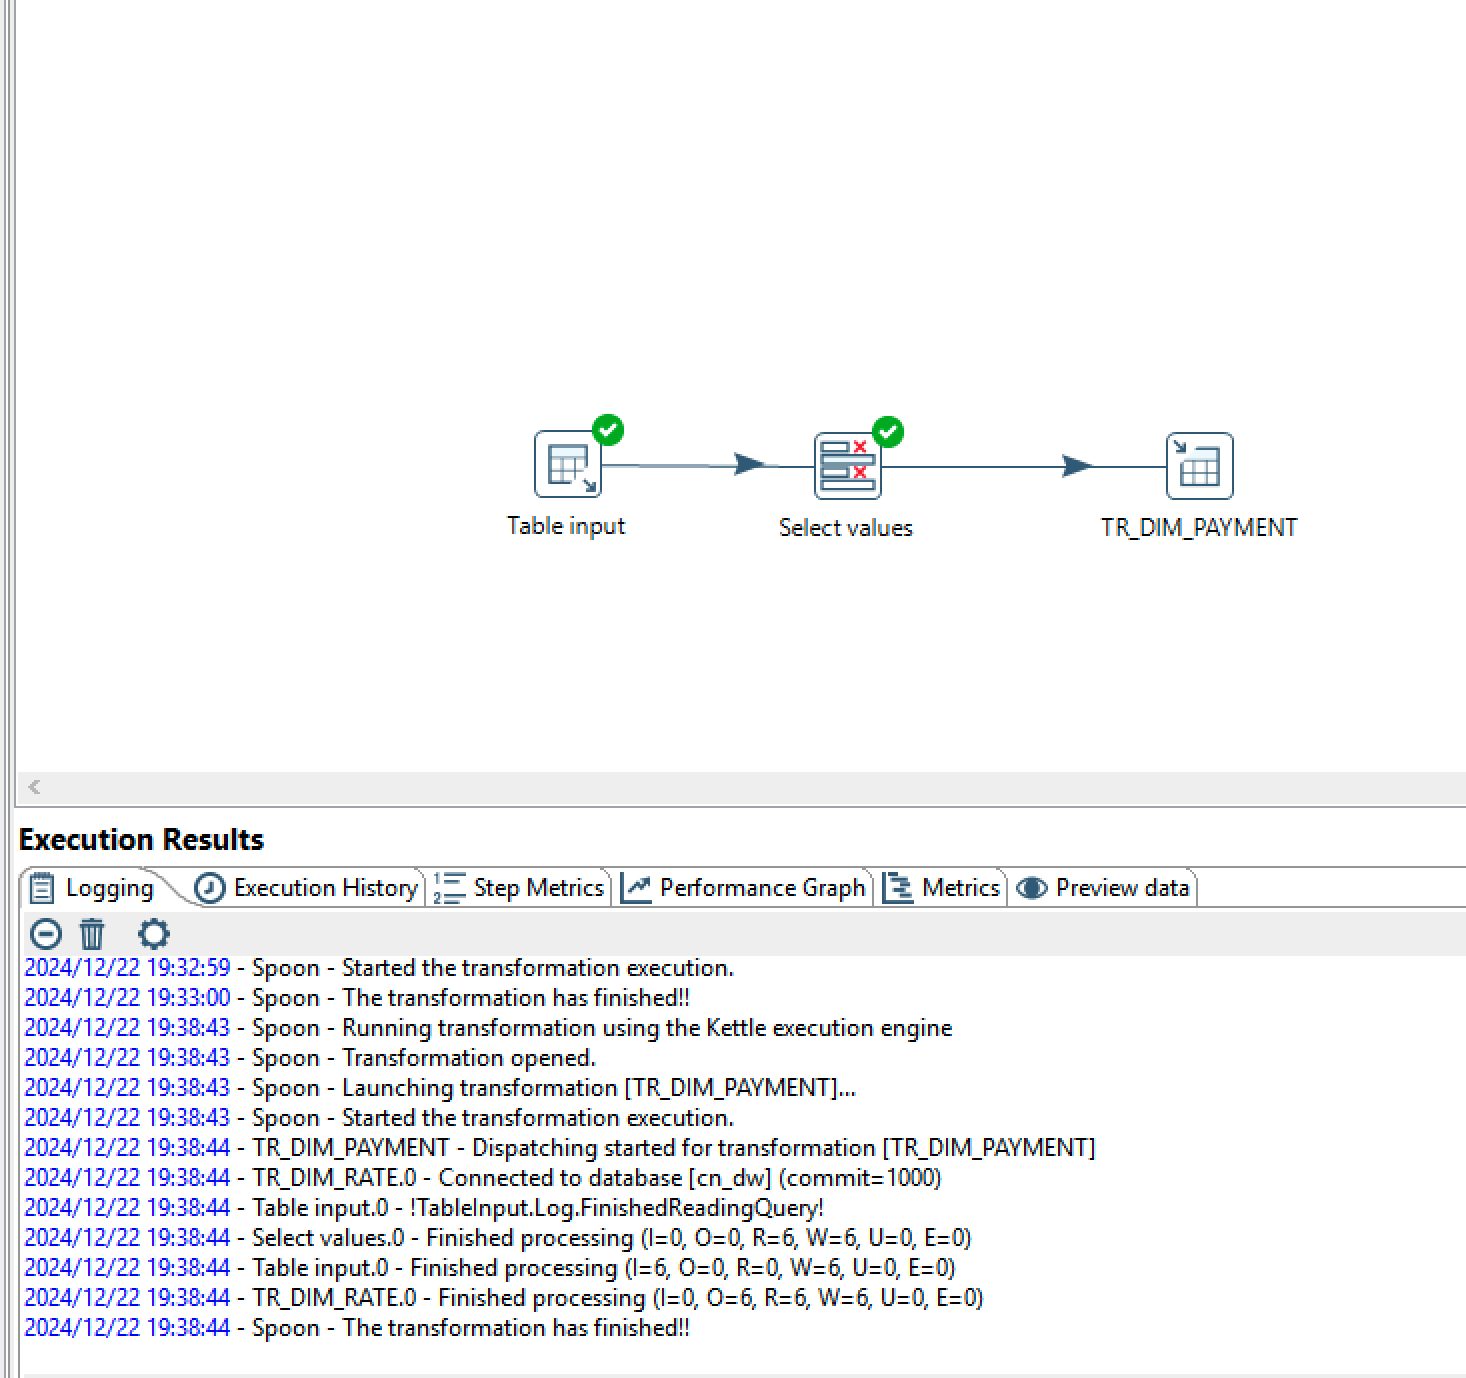 Table input
Select values
TR_DIM_PAYMENT
Execution Results
Logging
Execution History
Step Metrics
Performance Graph
Metrics
Preview data
2024/12/22 19:32:59 - Spoon - Started the transformation execution.
2024/12/22 19:33:00 - Spoon - The transformation has finished!!
2024/12/22 19:38:43 - Spoon - Running transformation using the Kettle execution engine
2024/12/22 19:38:43 - Spoon - Transformation opened.
2024/12/22 19:38:43 - Spoon - Launching transformation [TR_DIM_PAYMENT]...
2024/12/22 19:38:43 - Spoon - Started the transformation execution.
2024/12/22 19:38:44 - TR_DIM_PAYMENT - Dispatching started for transformation [TR_DIM_PAYMENT]
2024/12/22 19:38:44 - TR_DIM_RATE.0 - Connected to database [cn_dw] (commit=1000)
2024/12/22 19:38:44 - Table input.0 - !TableInput.Log.FinishedReadingQuery!
2024/12/22 19:38:44 - Select values.0 - Finished processing (I=0, O=0, R=6, W=6, U=0, E=0)
2024/12/22 19:38:44 - Table input.0 - Finished processing (I=6, O=0, R=0, W=6, U=0, E=0)
2024/12/22 19:38:44 - TR_DIM_RATE.0 - Finished processing (I=0, O=6, R=6, W=6, U=0, E=0)
2024/12/22 19:38:44 - Spoon - The transformation has finished!!